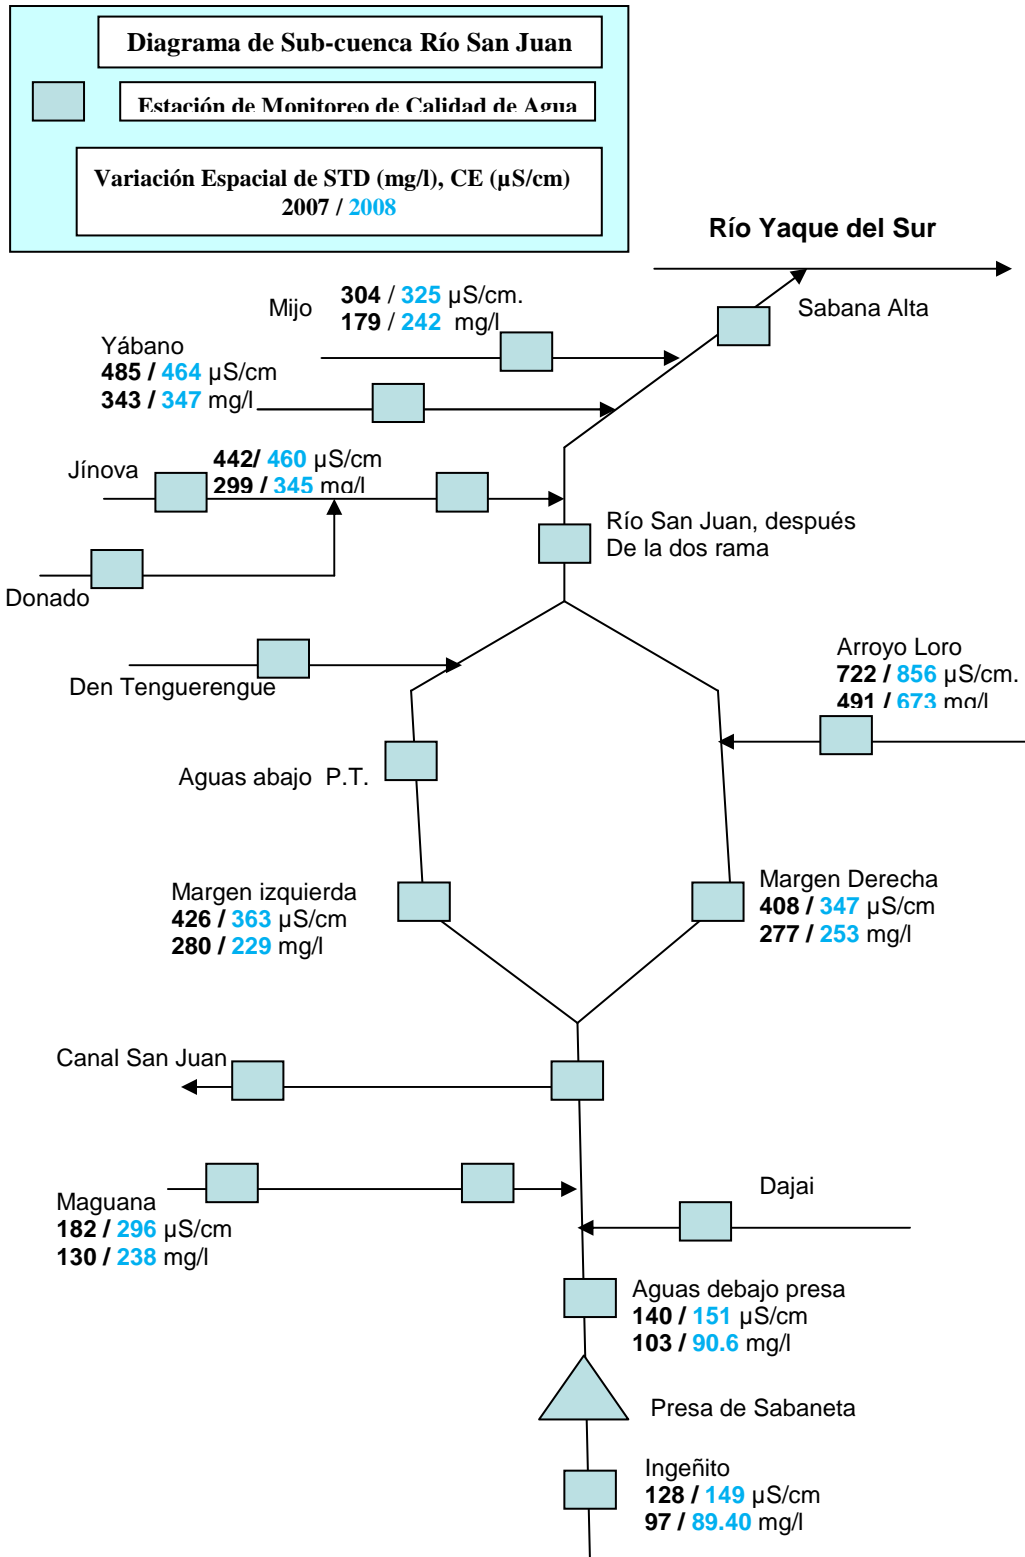 Diagrama de Sub-cuenca Río San Juan
Estación de Monitoreo de Calidad de Agua
Variación Espacial de STD (mg/l), CE (µS/cm)
2007 / 2008
Río Yaque del Sur
Mijo
304 / 325 µS/cm.
179 / 242 mg/l
Sabana Alta
Yábano
485 / 464 µS/cm
343 / 347 mg/l
Jínova
442/ 460 µS/cm
299 / 345 mg/l
Río San Juan, después
De la dos rama
Donado
Den Tenguerengue
Arroyo Loro
722 / 856 µS/cm.
491 / 673 mg/l
Aguas abajo P.T.
Margen izquierda
426 / 363 µS/cm
280 / 229 mg/l
Margen Derecha
408 / 347 µS/cm
277 / 253 mg/l
Canal San Juan
Maguana
182 / 296 µS/cm
130 / 238 mg/l
Dajai
Aguas debajo presa
140 / 151 µS/cm
103 / 90.6 mg/l
Presa de Sabaneta
Ingeñito
128 / 149 µS/cm
97 / 89.40 mg/l